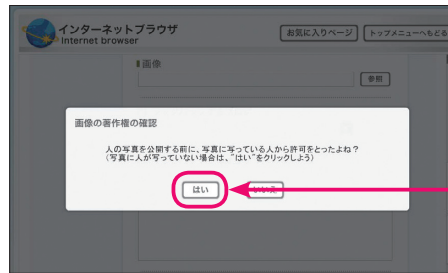 インターネットブラウザ
Internet browser
お気に入りページ
トップメニューへもどる
■画像
参照
画像の著作権の確認
人の写真を公開する前に、写真に写っている人から許可をとったよね？
（写真に人が写っていない場合は、“はい”をクリックしよう）
はい
いいえ